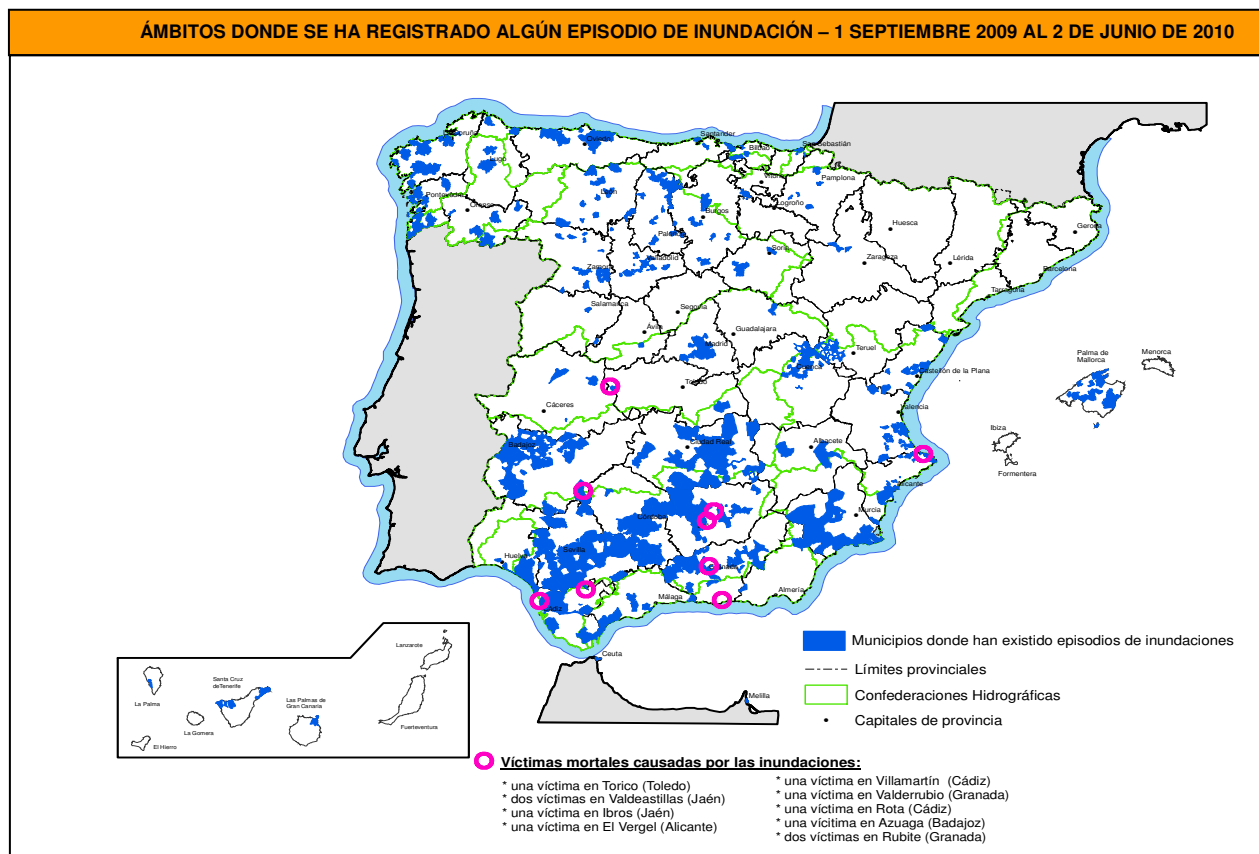 ÁMBITOS DONDE SE HA REGISTRADO ALGÚN EPISODIO DE INUNDACIÓN – 1 SEPTIEMBRE 2009 AL 2 DE JUNIO DE 2010
Oviedo
Santander
Bilbao
San Sebastián
Lugo
Vitoria
Pamplona
León
Pontevedra
Orense
Logroño
Burgos
Huesca
Gerona
Palencia
Soria
Valladolid
Zamora
Zaragoza
Lérida
Barcelona
Tarragona
Salamanca
Segovia
Ávila
Guadalajara
Madrid
Teruel
Cuenca
Palma de
Mallorca
Menorca
Castellón de la Plana
Toledo
Cáceres
Valencia
Ibiza
Formentera
Badajoz
Ciudad Real
Albacete
Alicante
Murcia
Córdoba
Sevilla
Huelva
Almería
Málaga
Ceuta
Melilla
Lanzarote
Santa Cruz
deTenerife
Las Palmas de
Gran Canaria
La Palma
La Gomera
Fuerteventura
El Hierro
Municipios donde han existido episodios de inundaciones
Límites provinciales
Confederaciones Hidrográficas
Capitales de provincia
Víctimas mortales causadas por las inundaciones:
* una víctima en Torico (Toledo)
* dos víctimas en Valdeastillas (Jaén)
* una víctima en Ibros (Jaén)
* una víctima en El Vergel (Alicante)
* una víctima en Villamartín (Cádiz)
* una víctima en Valderrubio (Granada)
* una víctima en Rota (Cádiz)
* una vícitima en Azuaga (Badajoz)
* dos víctimas en Rubite (Granada)